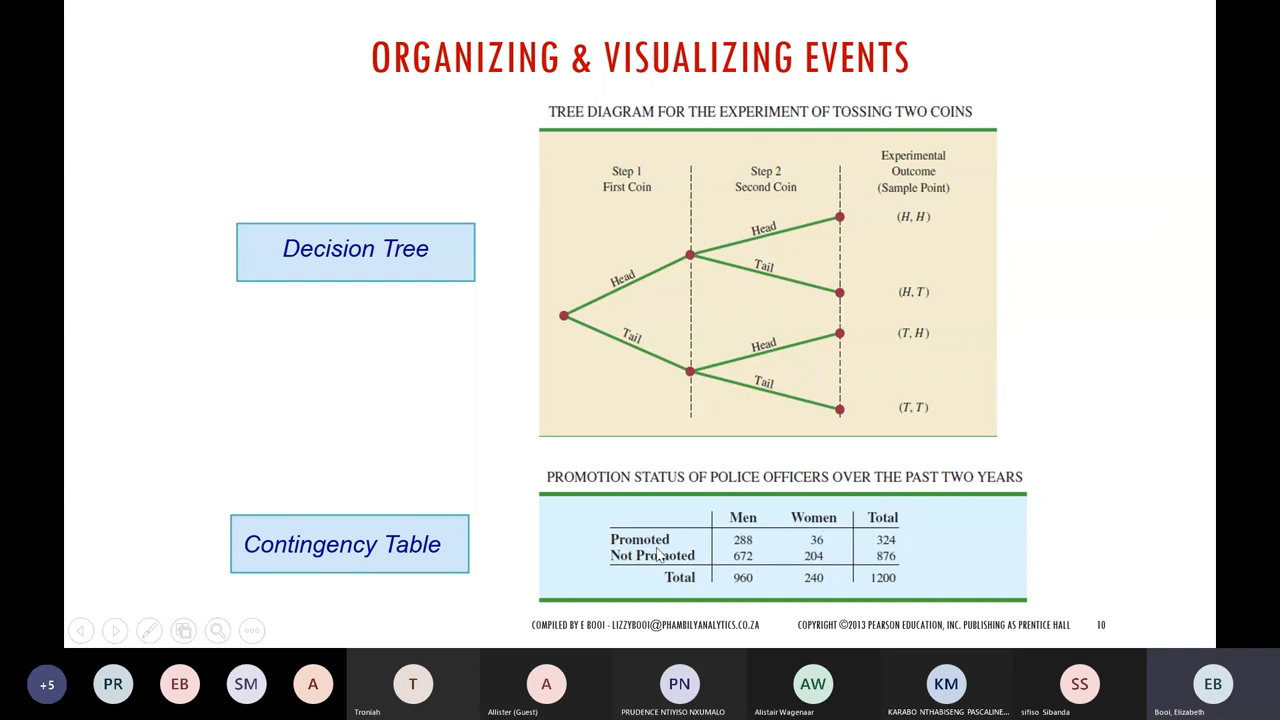 ORGANIZING & VISUALIZING EVENTS
TREE DIAGRAM FOR THE EXPERIMENT OF TOSSING TWO COINS
Step 1
First Coin
Step 2
Second Coin
Experimental
Outcome
(Sample Point)
Decision Tree
Head
Tail
Head
Tail
Head
Tail
(H, H)
(H, T)
(T, H)
(T, T)
PROMOTION STATUS OF POLICE OFFICERS OVER THE PAST TWO YEARS
Contingency Table
Men Women Total
Promoted 288 36 324
Not Promoted 672 204 876
Total 960 240 1200
COMPILED BY E BOOI - LIZZYBOOI@PHAMBILYANALYTICS.CO.ZA COPYRIGHT ©2013 PEARSON EDUCATION, INC. PUBLISHING AS PRENTICE HALL 10
+5 PR EB SM A T A PN AW KM SS EB
Troniah Allister (Guest) PRUDENCE NTIYISO NXUMALO Alistair Wagenaar KARABO NTHABISENG PASCALINE... sifiso Sibanda Booi, Elizabeth